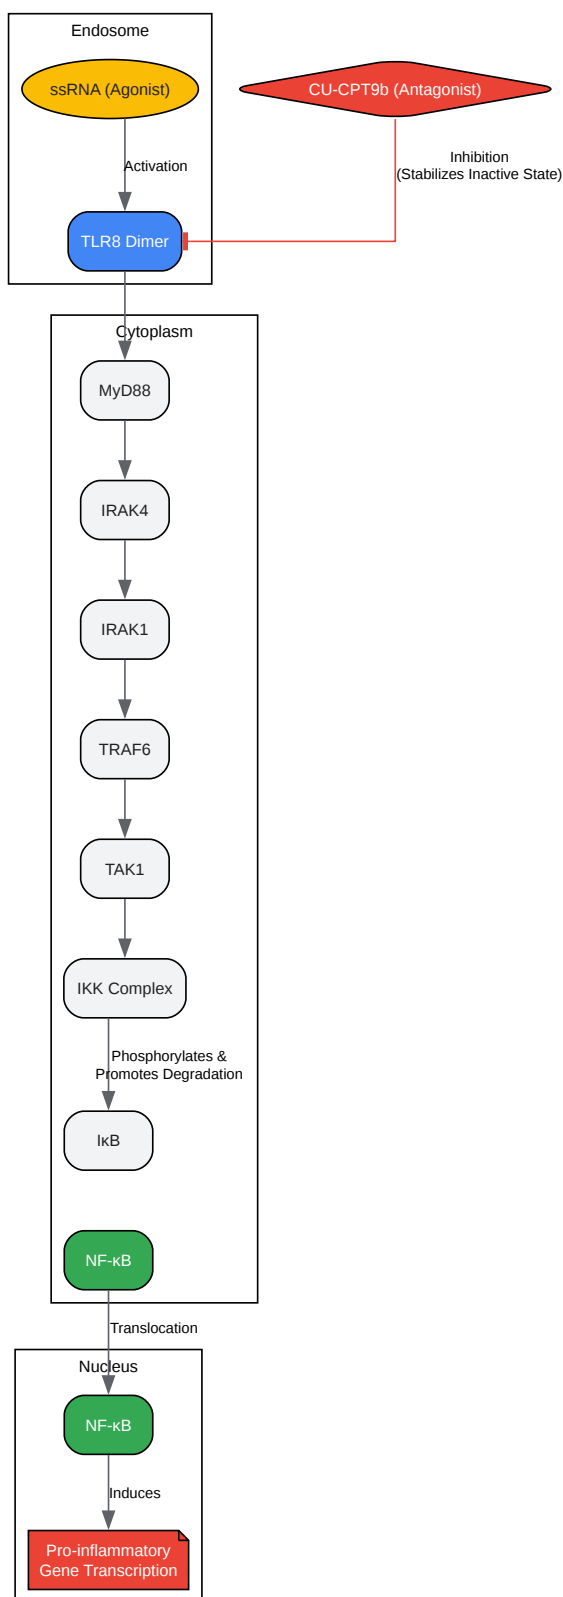 Endosome
ssRNA (Agonist)
CU-CPT9b (Antagonist)
Activation
Inhibition
(Stabilizes Inactive State)
TLR8 Dimer
Cytoplasm
MyD88
IRAK4
IRAK1
TRAF6
TAK1
IKK Complex
Phosphorylates &
Promotes Degradation
IκB
NF-κB
Translocation
Nucleus
NF-κB
Induces
Pro-inflammatory
Gene Transcription